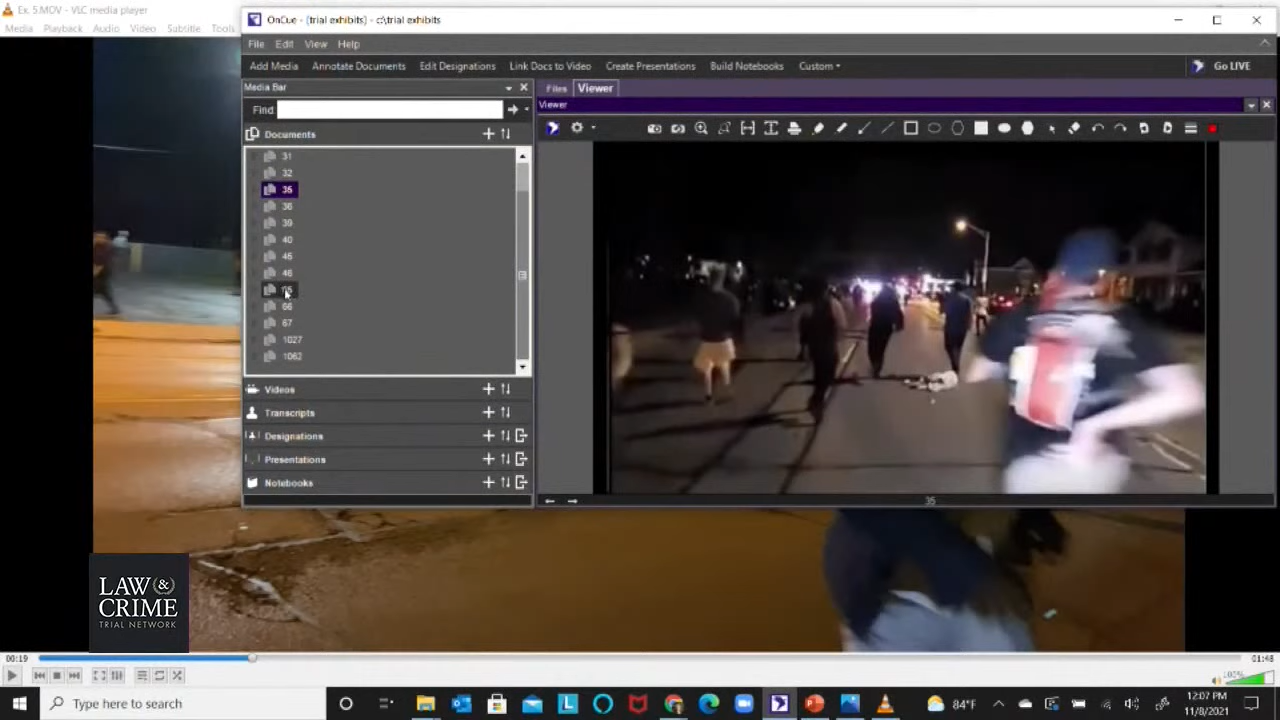 Ex. 5.MOV - VLC media player
Media Playback Audio Video Subtitle Tools
OnCue - {trial exhibits} - c:\trial exhibits
File Edit View Help
Add Media Annotate Documents Edit Designations Link Docs to Video Create Presentations Build Notebooks Custom Go LIVE
Media Bar
Files Viewer
Find
Viewer
Documents
31
32
35
36
39
40
45
46
66
67
1027
1062
Videos
Transcripts
Designations
Presentations
Notebooks
35
LAW &
CRIME
TRIAL NETWORK
00:19
01:48
100%
Type here to search
84°F
12:07 PM
11/8/2021